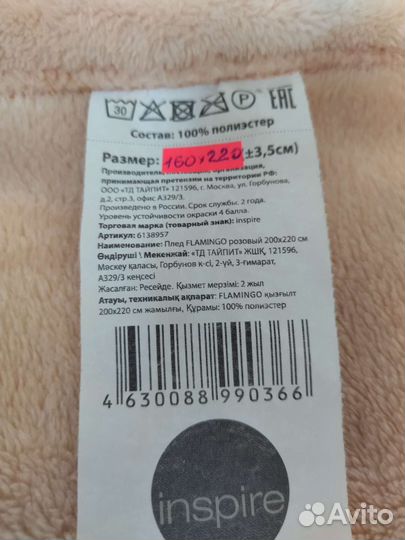 30 P EAC
Состав: 100% полиэстер
Размер: 160х220 (±3,5см)
Производитель, поставщик, организация,
принимающая претензии на территории РФ:
ООО «ТД ТАЙПИТ» 121596, г. Москва, ул. Горбунова,
д.2, стр.3, офис А329/3.
Произведено в России. Срок службы: 2 года.
Уровень устойчивости окраски 4 балла.
Торговая марка (товарный знак): inspire
Артикул: 6138957
Наименование: Плед FLAMINGO розовый 200х220 см
Өндіруші \ Мекенжай: «ТД ТАЙПИТ» ЖШҚ, 121596,
Мәскеу қаласы, Горбунов к-сі, 2-үй, 3-ғимарат,
А329/3 кеңсесі
Жасалған: Ресейде. Қызмет мерзімі: 2 жыл
Атауы, техникалық ақпарат: FLAMINGO қызғылт
200х220 см жамылғы, Құрамы: 100% полиэстер
4 630088 990366
inspire
Avito